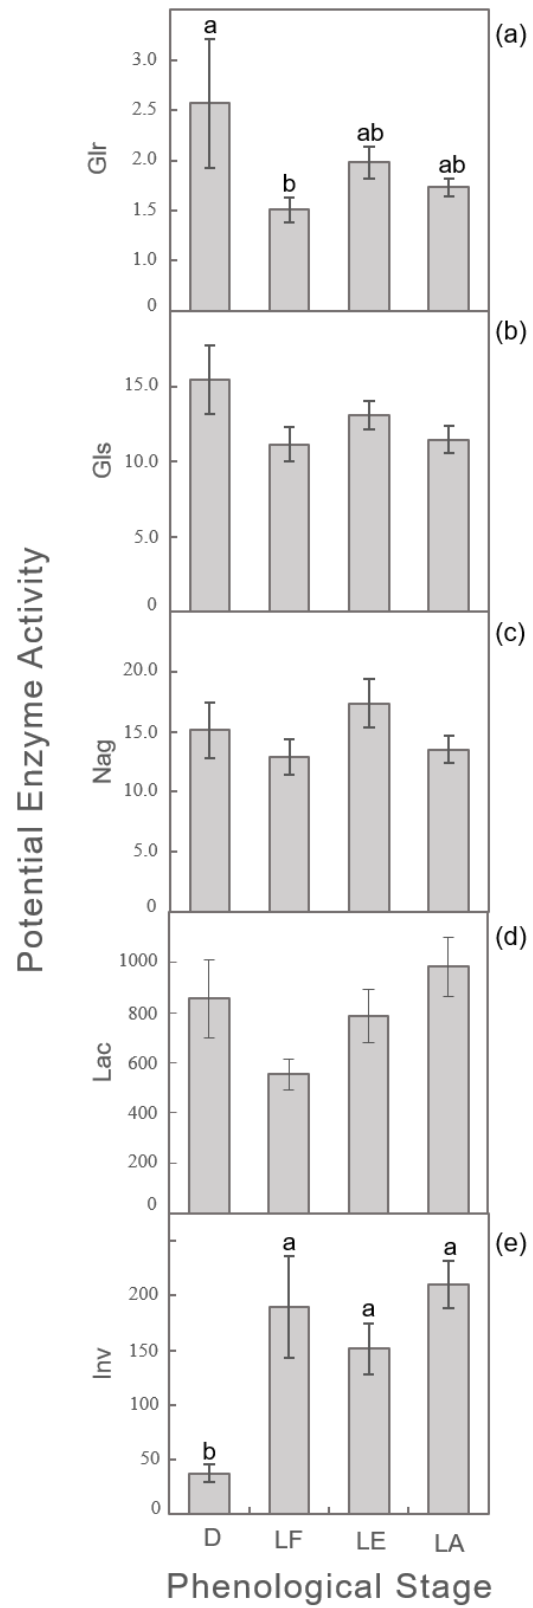 Potential Enzyme Activity
(a)
Glr
3.0
2.5
2.0
1.5
1.0
0
a
b
ab
ab
(b)
Gls
15.0
10.0
5.0
0
(c)
Nag
20.0
15.0
10.0
5.0
0
(d)
Lac
1000
800
600
400
200
0
(e)
Inv
200
150
100
50
0
b
a
a
a
D LF LE LA
Phenological Stage